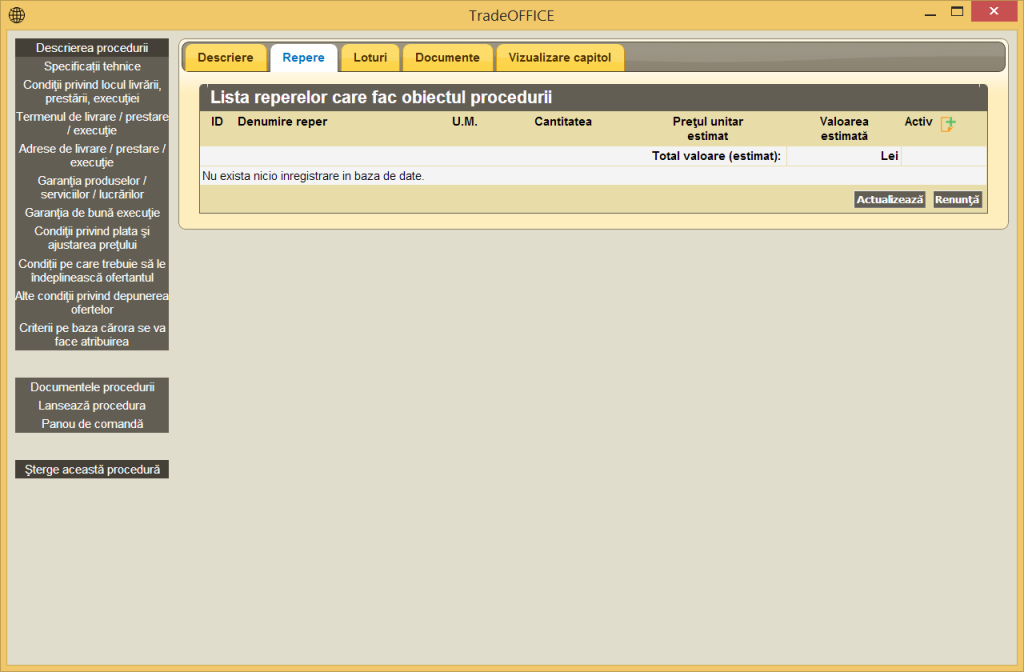 TradeOFFICE
Descrierea procedurii
Specificații tehnice
Condiţii privind locul livrării,
prestării, execuţiei
Termenul de livrare / prestare
/ execuţie
Adrese de livrare / prestare /
execuţie
Garanţia produselor /
serviciilor / lucrărilor
Garanţia de bună execuţie
Condiţii privind plata şi
ajustarea preţului
Condiții pe care trebuie să le
îndeplinească ofertantul
Alte condiţii privind depunerea
ofertelor
Criterii pe baza cărora se va
face atribuirea
Documentele procedurii
Lansează procedura
Panou de comandă
Şterge această procedură
Descriere Repere Loturi Documente Vizualizare capitol
Lista reperelor care fac obiectul procedurii
ID Denumire reper U.M. Cantitatea Preţul unitar Valoarea Activ
estimat estimată
Total valoare (estimat): Lei
Nu exista nicio inregistrare in baza de date.
Actualizează Renunţă